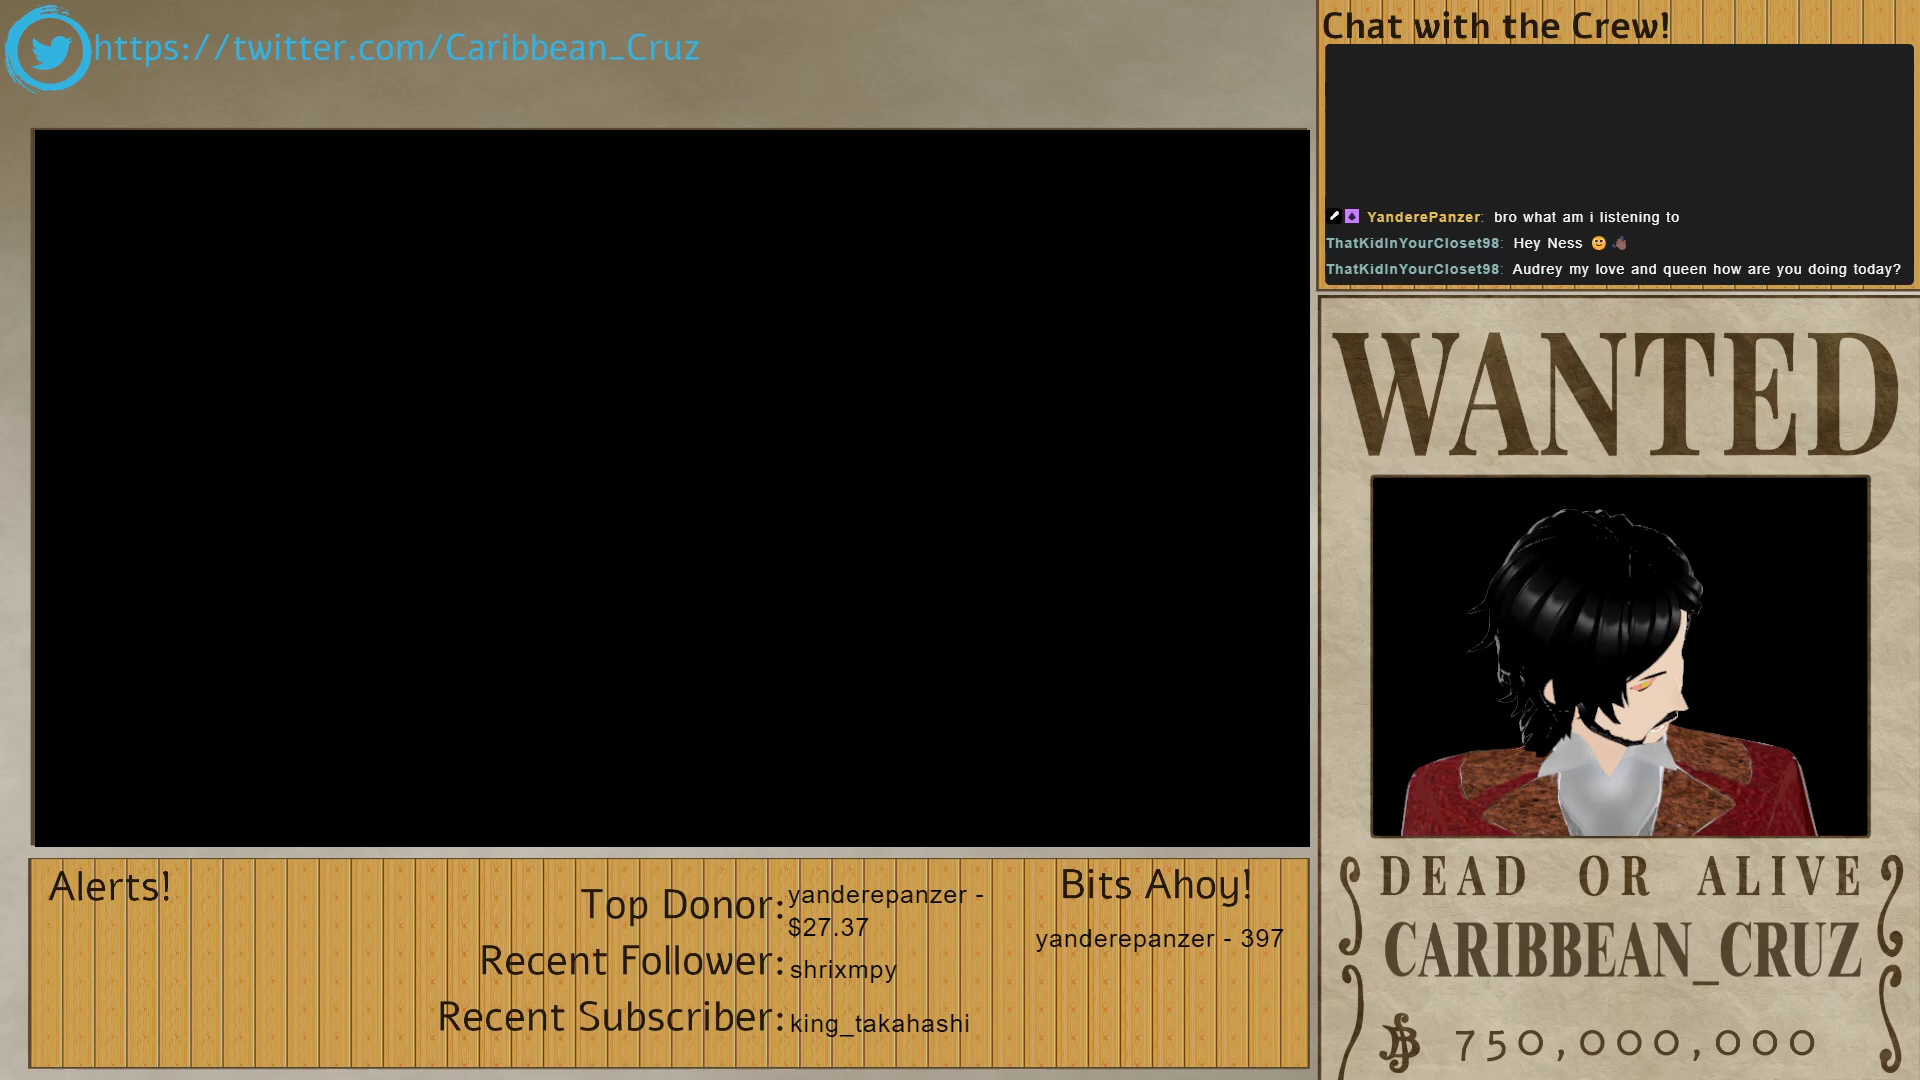 https://twitter.com/Caribbean_Cruz
Chat with the Crew!
YanderePanzer: bro what am i listening to
ThatKidInYourCloset98: Hey Ness
ThatKidInYourCloset98: Audrey my love and queen how are you doing today?
WANTED
DEAD OR ALIVE
CARIBBEAN_CRUZ
750,000,000
Alerts!
Top Donor: yanderepanzer -
$27.37
Recent Follower: shrixmpy
Recent Subscriber: king_takahashi
Bits Ahoy!
yanderepanzer - 397